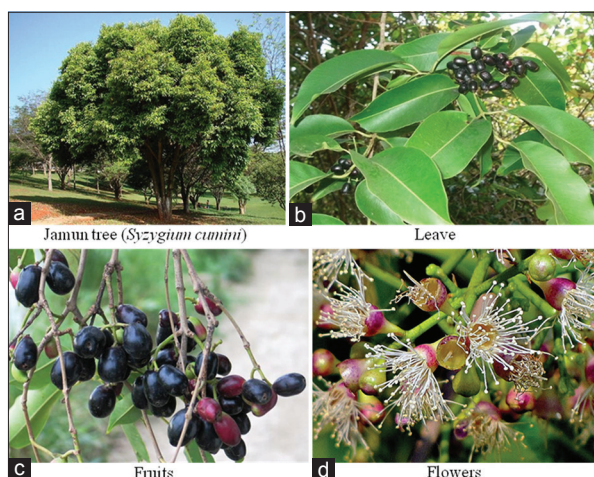 a
Jamun tree (Syzygium cumini)
b
Leave
c
Fruits
d
Flowers